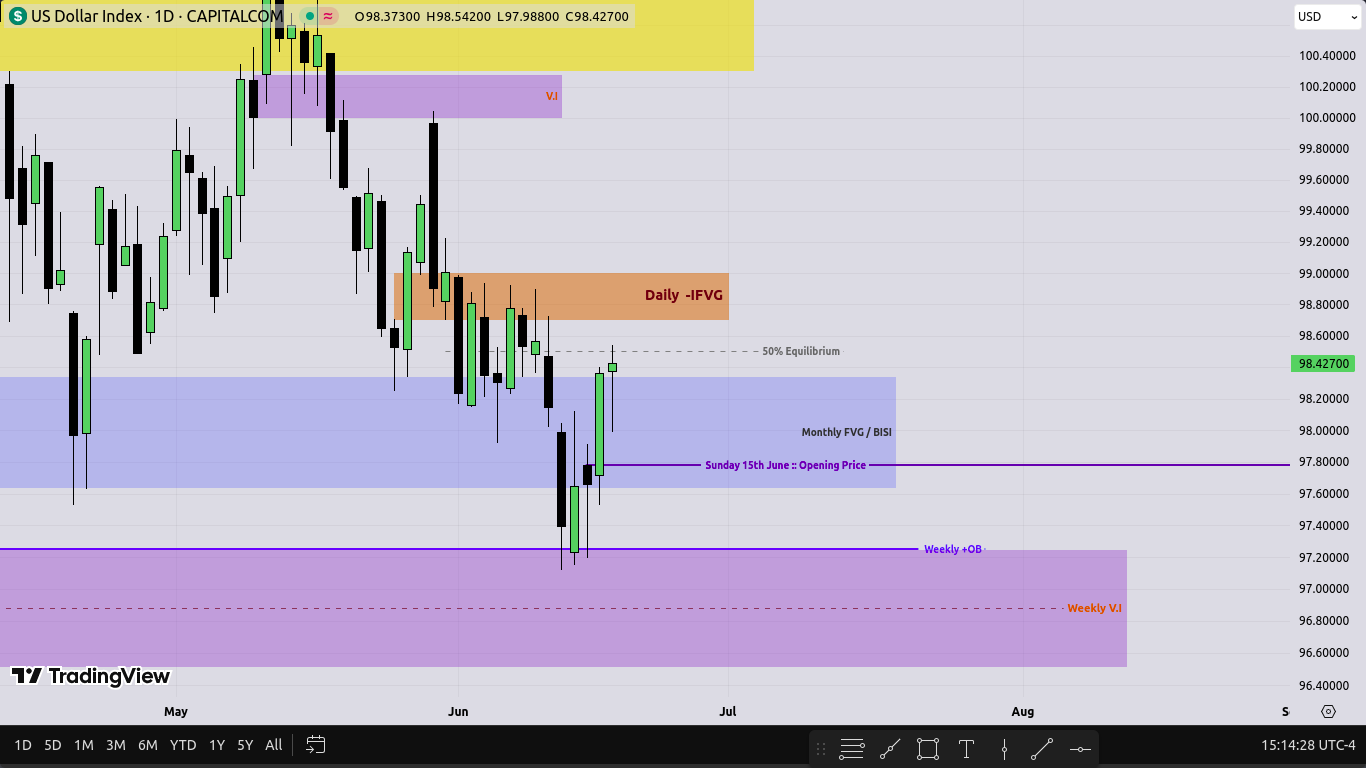 US Dollar Index · 1D · CAPITALCOM O98.37300 H98.54200 L97.98800 C98.42700
USD
100.40000
100.20000
V.I
100.00000
99.80000
99.60000
99.40000
99.20000
99.00000
Daily -IFVG
98.80000
98.60000
50% Equilibrium
98.42700
98.20000
Monthly FVG / BISI
98.00000
Sunday 15th June :: Opening Price
97.80000
97.60000
97.40000
Weekly +OB
97.20000
97.00000
Weekly V.I
96.80000
96.60000
TradingView
96.40000
May Jun Jul Aug
1D 5D 1M 3M 6M YTD 1Y 5Y All
15:14:28 UTC-4